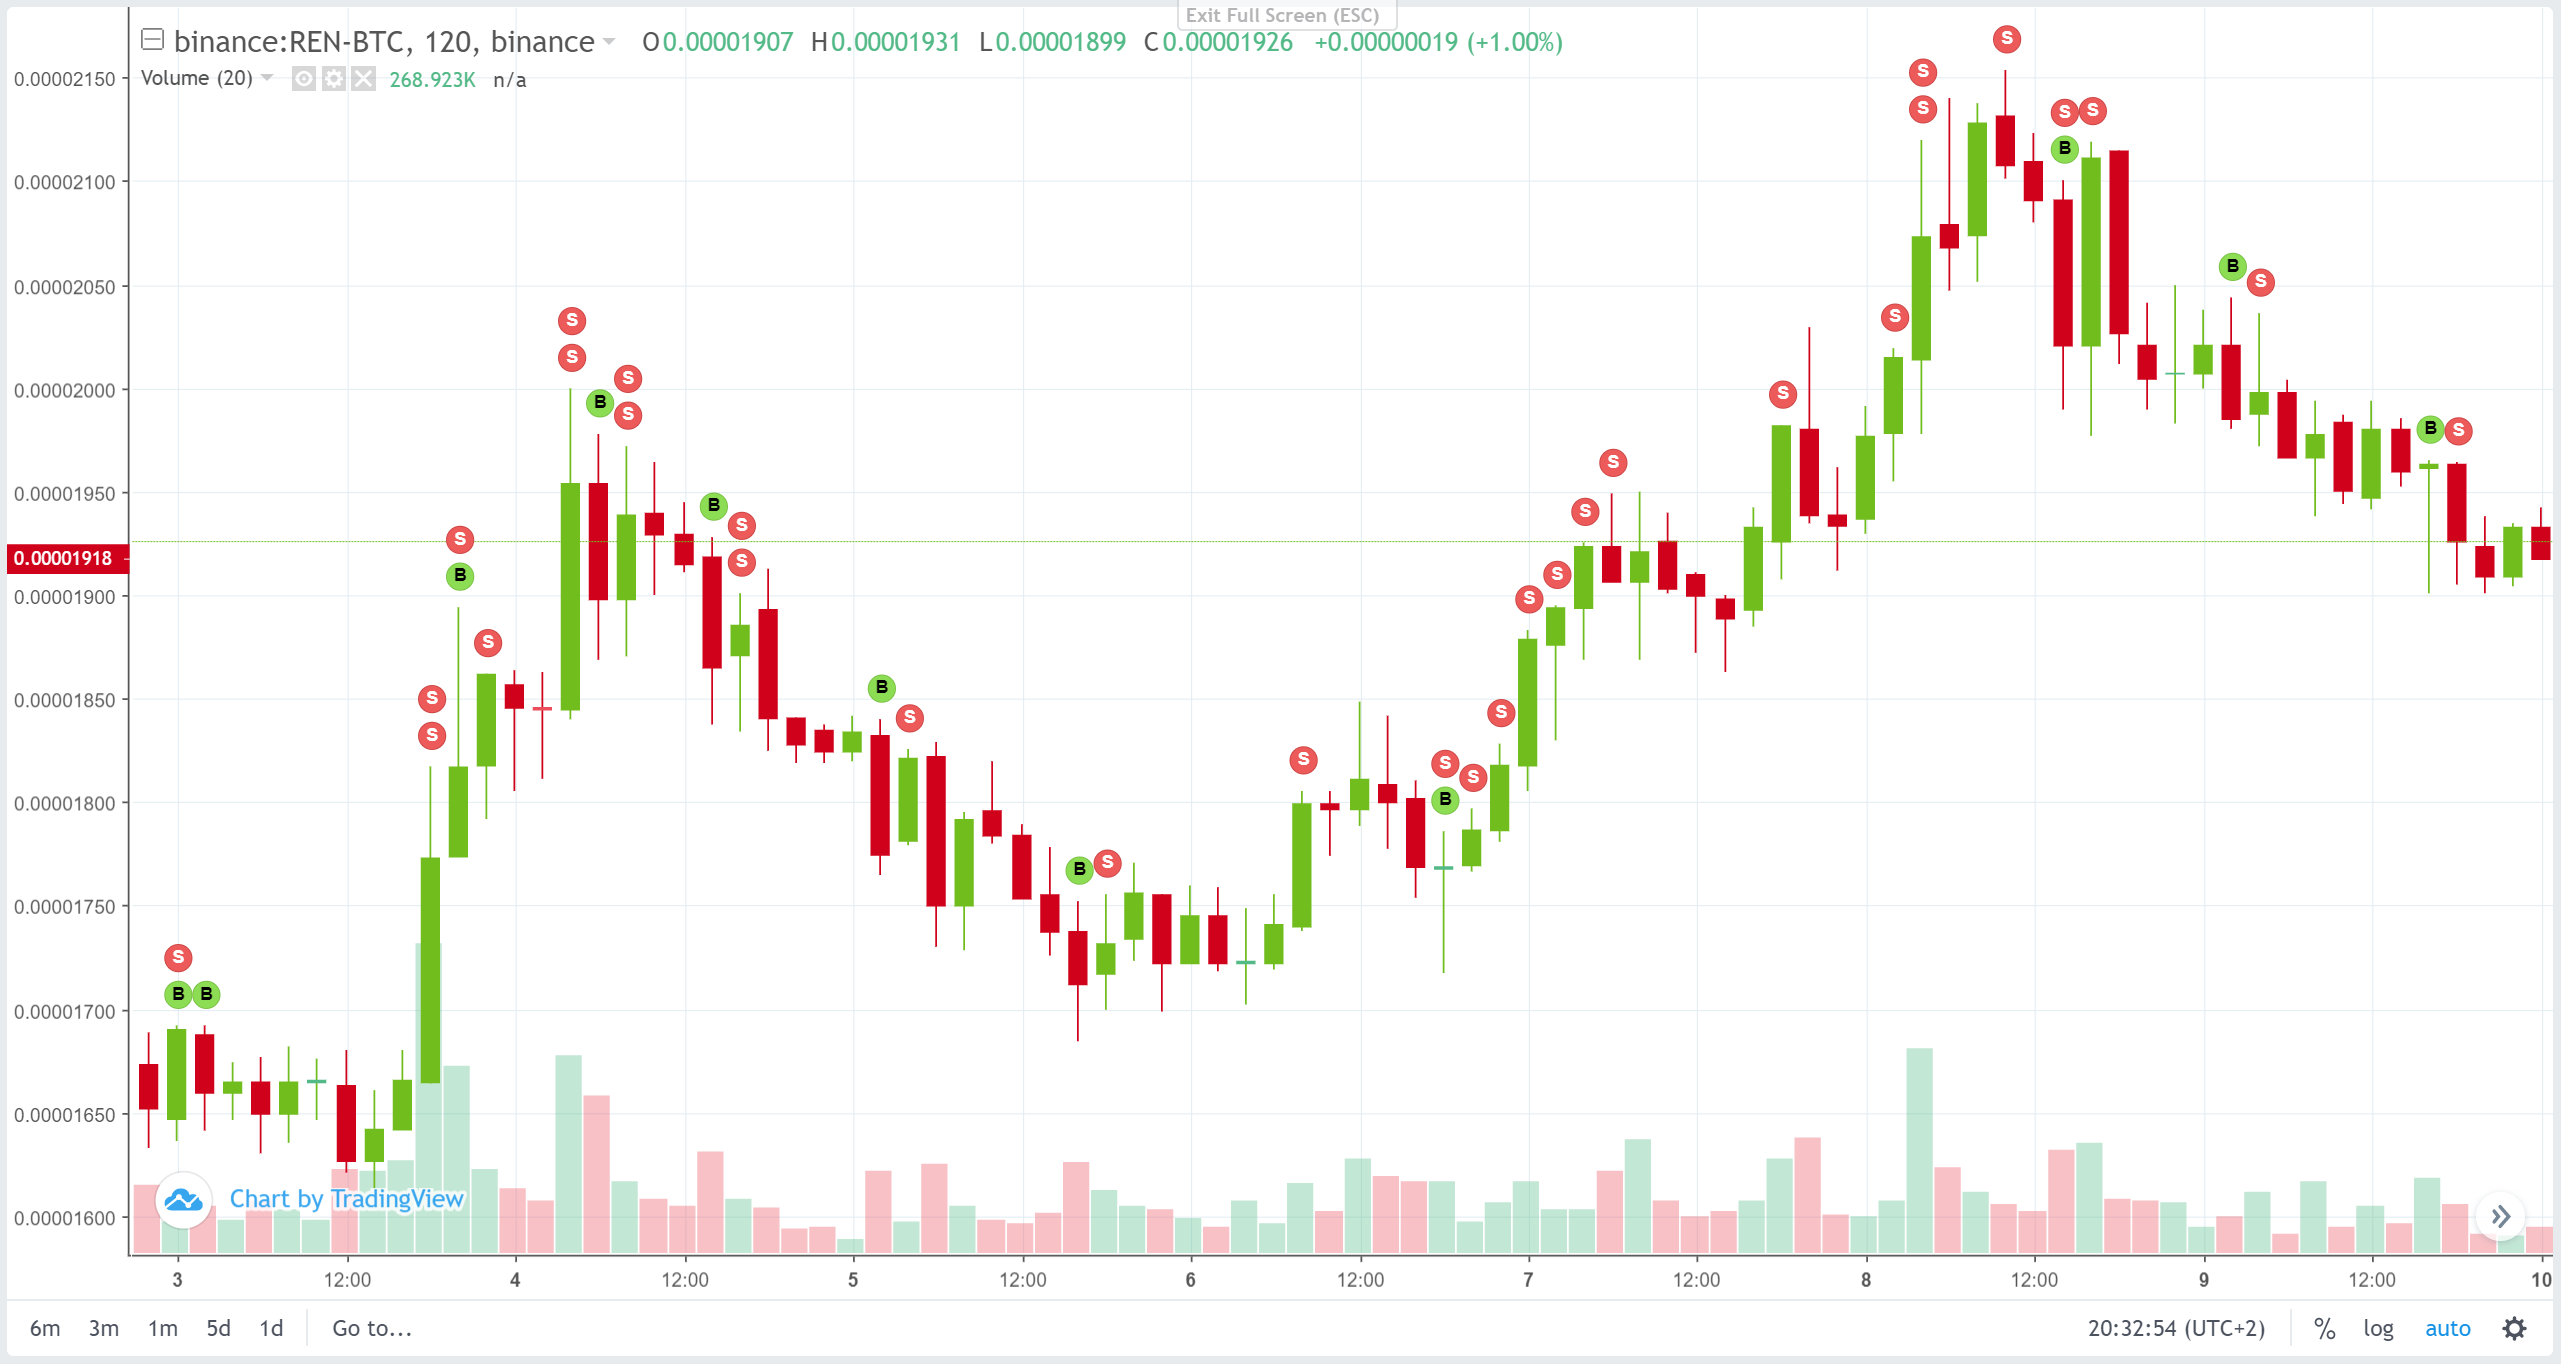 Exit Full Screen (ESC)
binance:REN-BTC, 120, binance O0.00001907 H0.00001931 L0.00001899 C0.00001926 +0.00000019 (+1.00%)
Volume (20) 268.923K n/a
0.00002150
0.00002100
0.00002050
0.00002000
0.00001950
0.00001918
0.00001900
0.00001850
0.00001800
0.00001750
0.00001700
0.00001650
0.00001600
S
S
S
S S
B
B
S
S
S
S
S
S
B
S
S
S
B S
B
S
S
S
B
S
S
S
B
S
S
S
B
S
S
S
B
S
S
S
B
B S
S
B B
Chart by TradingView
3 12:00 4 12:00 5 12:00 6 12:00 7 12:00 8 12:00 9 12:00 10
6m 3m 1m 5d 1d Go to... 20:32:54 (UTC+2) % log auto